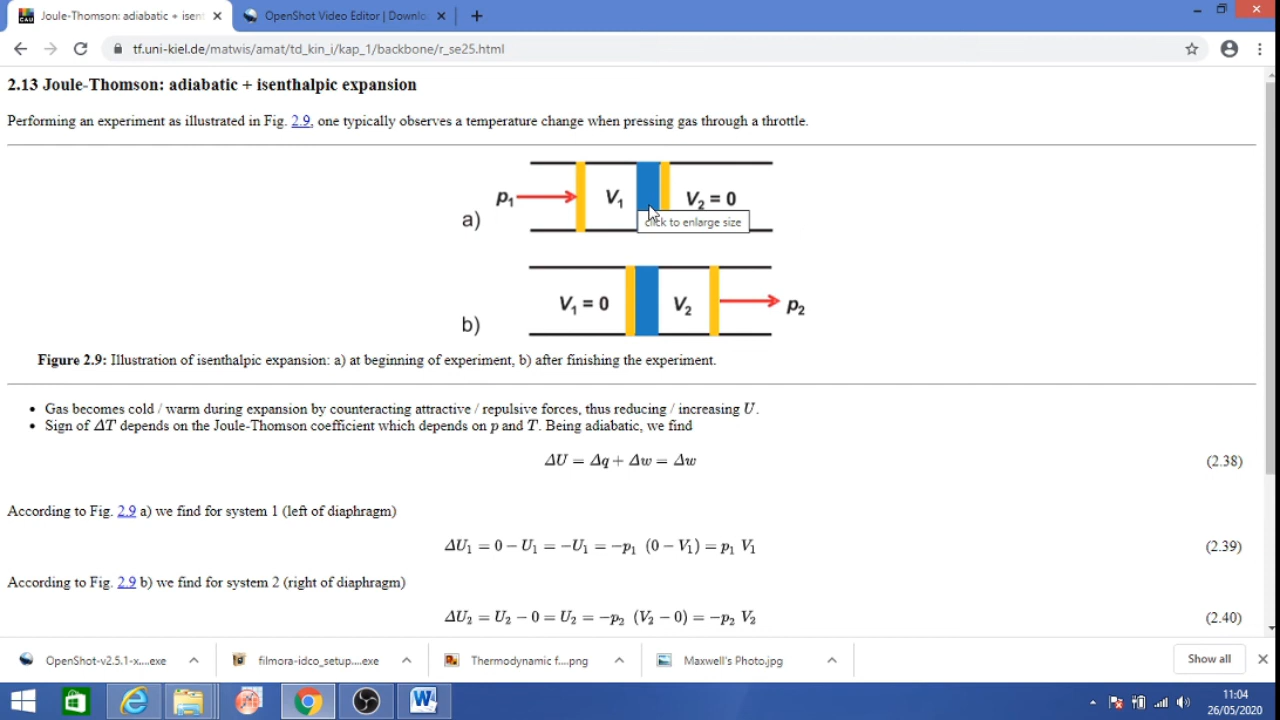 Joule-Thomson: adiabatic + isen
OpenShot Video Editor | Downlo
tf.uni-kiel.de/matwis/amat/td_kin_i/kap_1/backbone/r_se25.html
2.13 Joule-Thomson: adiabatic + isenthalpic expansion
Performing an experiment as illustrated in Fig. 2.9, one typically observes a temperature change when pressing gas through a throttle.
p₁ V₁ V₂ = 0
a)
click to enlarge size
V₁ = 0 V₂ p₂
b)
Figure 2.9: Illustration of isenthalpic expansion: a) at beginning of experiment, b) after finishing the experiment.
• Gas becomes cold / warm during expansion by counteracting attractive / repulsive forces, thus reducing / increasing U.
• Sign of ΔT depends on the Joule-Thomson coefficient which depends on p and T. Being adiabatic, we find
ΔU = Δq + Δw = Δw (2.38)
According to Fig. 2.9 a) we find for system 1 (left of diaphragm)
ΔU₁ = 0 − U₁ = −U₁ = −p₁ (0 − V₁) = p₁ V₁ (2.39)
According to Fig. 2.9 b) we find for system 2 (right of diaphragm)
ΔU₂ = U₂ − 0 = U₂ = −p₂ (V₂ − 0) = −p₂ V₂ (2.40)
OpenShot-v2.5.1-x....exe filmora-idco_setup....exe Thermodynamic f....png Maxwell's Photo.jpg Show all
11:04
26/05/2020